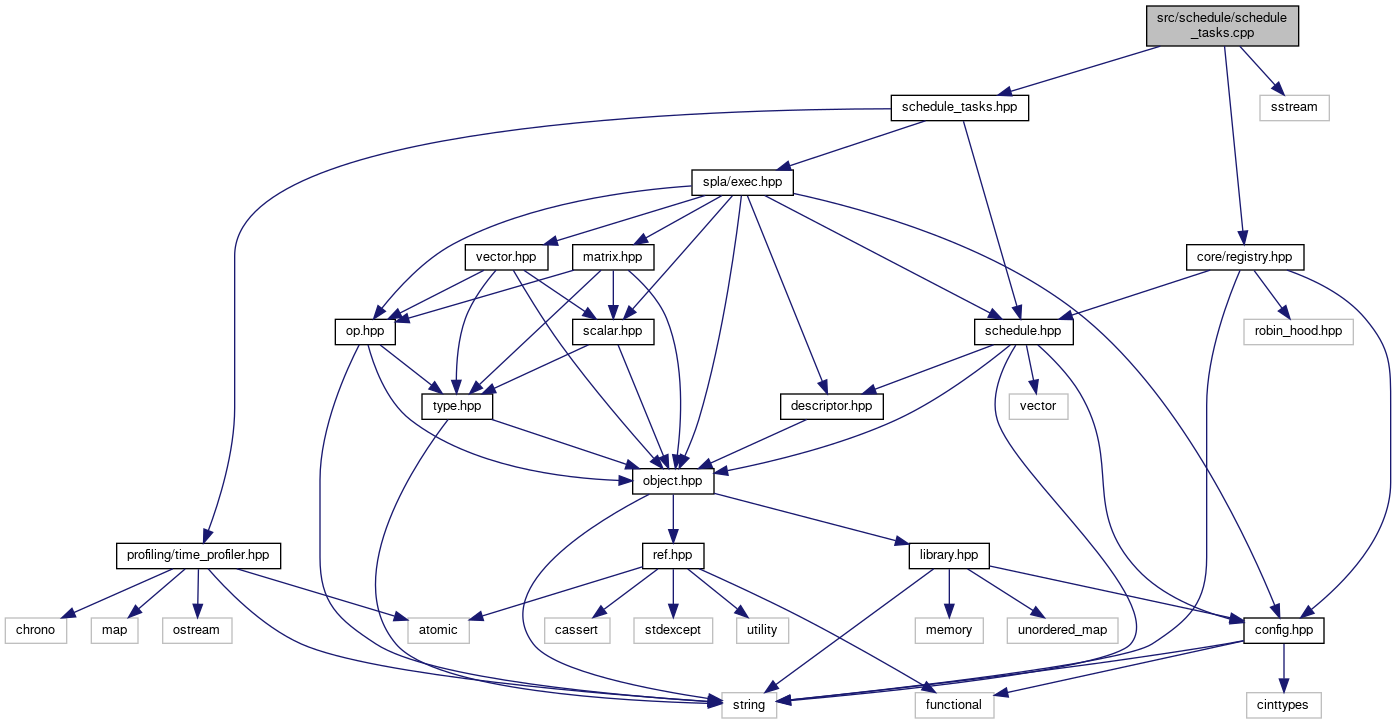 src/schedule/schedule
_tasks.cpp
schedule_tasks.hpp
sstream
spla/exec.hpp
vector.hpp
matrix.hpp
core/registry.hpp
op.hpp
scalar.hpp
schedule.hpp
robin_hood.hpp
type.hpp
descriptor.hpp
vector
object.hpp
profiling/time_profiler.hpp
ref.hpp
library.hpp
chrono
map
ostream
atomic
cassert
stdexcept
utility
memory
unordered_map
config.hpp
string
functional
cinttypes